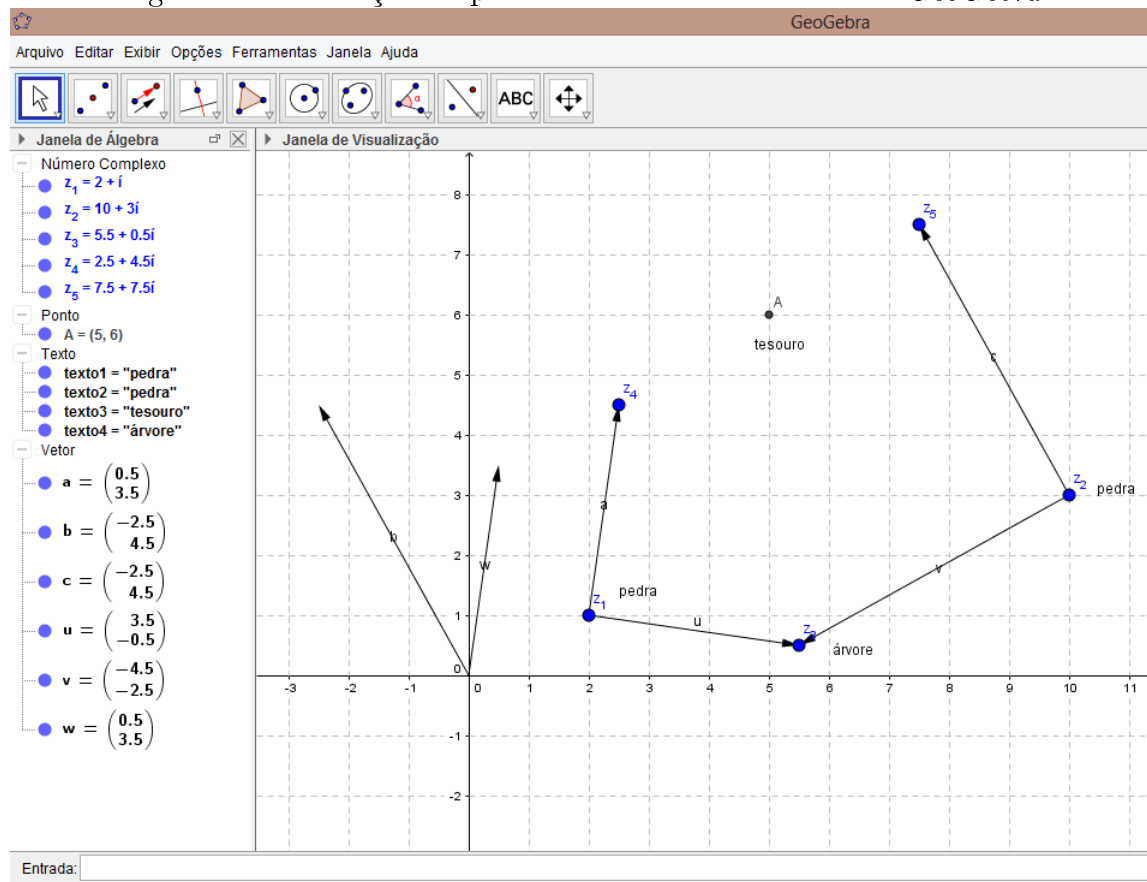 GeoGebra
Arquivo Editar Exibir Opções Ferramentas Janela Ajuda
ABC
α
Janela de Álgebra
Janela de Visualização
Número Complexo
z1 = 2 + í
z2 = 10 + 3í
z3 = 5.5 + 0.5í
z4 = 2.5 + 4.5í
z5 = 7.5 + 7.5í
Ponto
A = (5, 6)
Texto
texto1 = "pedra"
texto2 = "pedra"
texto3 = "tesouro"
texto4 = "árvore"
Vetor
a = (0.5
3.5)
b = (−2.5
4.5)
c = (−2.5
4.5)
u = (3.5
−0.5)
v = (−4.5
−2.5)
w = (0.5
3.5)
8
7
6
5
4
3
2
1
0
-1
-2
-3 -2 -1 0 1 2 3 4 5 6 7 8 9 10 11
z5
A
tesouro
c
z4
z2
pedra
a
b
w
v
z1
pedra
u
z3
árvore
Entrada: